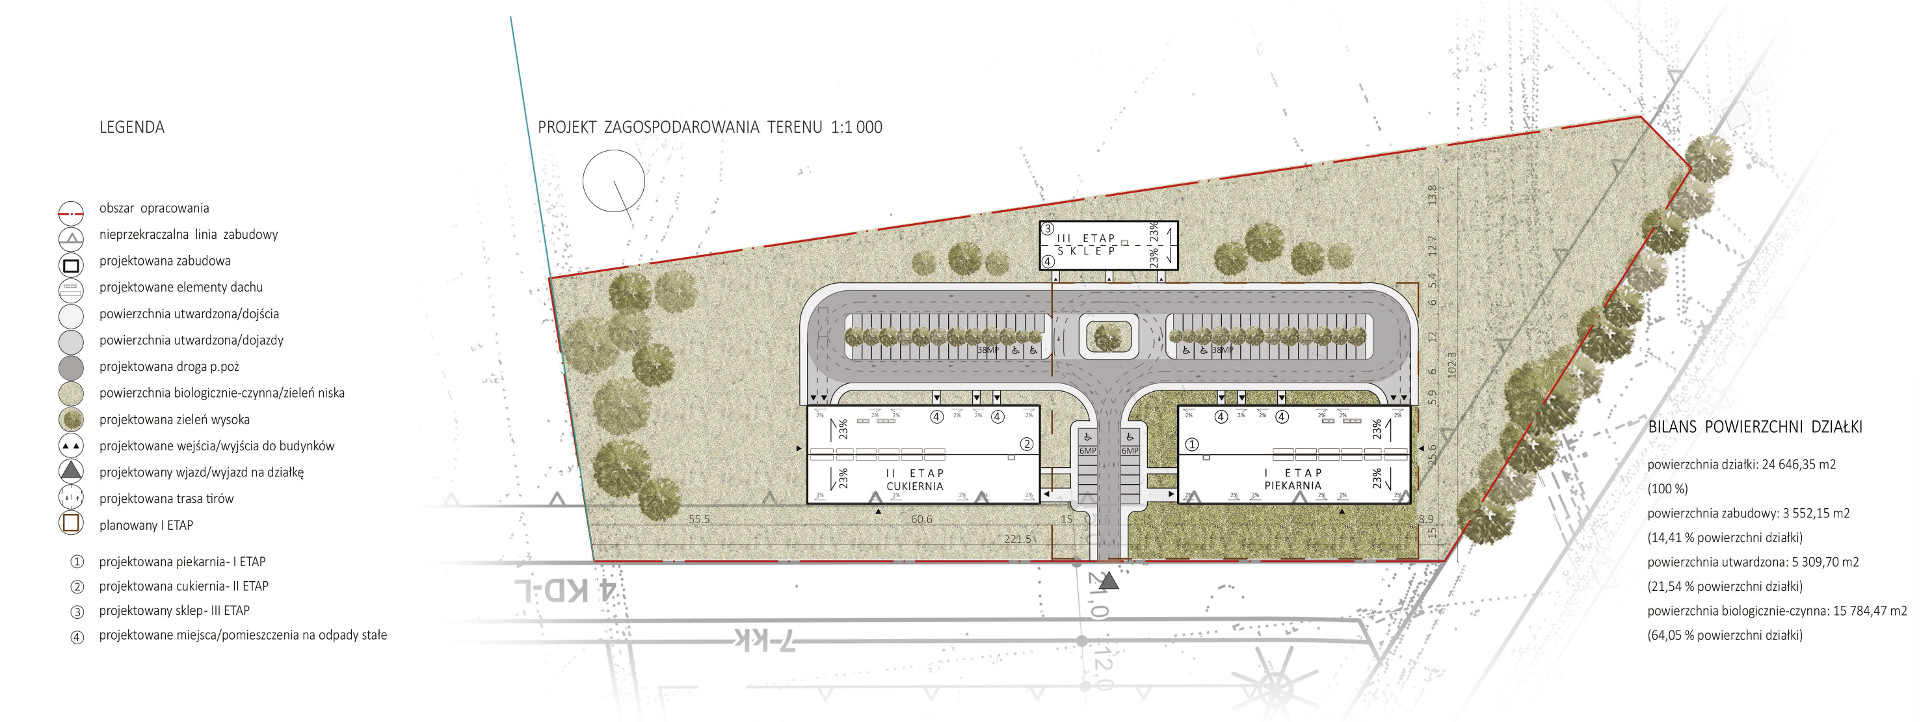 LEGENDA
obszar opracowania
nieprzekraczalna linia zabudowy
projektowana zabudowa
projektowane elementy dachu
powierzchnia utwardzona/dojścia
powierzchnia utwardzona/dojazdy
projektowana droga p.poż
powierzchnia biologicznie-czynna/zieleń niska
projektowana zieleń wysoka
projektowane wejścia/wyjścia do budynków
projektowany wjazd/wyjazd na działkę
projektowana trasa tirów
planowany I ETAP
1 projektowana piekarnia- I ETAP
2 projektowana cukiernia- II ETAP
3 projektowany sklep- III ETAP
4 projektowane miejsca/pomieszczenia na odpady stałe
PROJEKT ZAGOSPODAROWANIA TERENU 1:1 000
3
III ETAP
SKLEP
4
23%
23%
38MP
38MP
13.8
12.7
5.4
6
12
6
5.9
25.6
15
102.3
4
4
4
4
2
1
23%
23%
II ETAP
CUKIERNIA
6MP
6MP
I ETAP
PIEKARNIA
23%
23%
2%
55.5
60.6
15
8.9
221.5
4 KD-L
7-KK
21,0
12,0
BILANS POWIERZCHNI DZIAŁKI
powierzchnia działki: 24 646,35 m2
(100 %)
powierzchnia zabudowy: 3 552,15 m2
(14,41 % powierzchni działki)
powierzchnia utwardzona: 5 309,70 m2
(21,54 % powierzchni działki)
powierzchnia biologicznie-czynna: 15 784,47 m2
(64,05 % powierzchni działki)